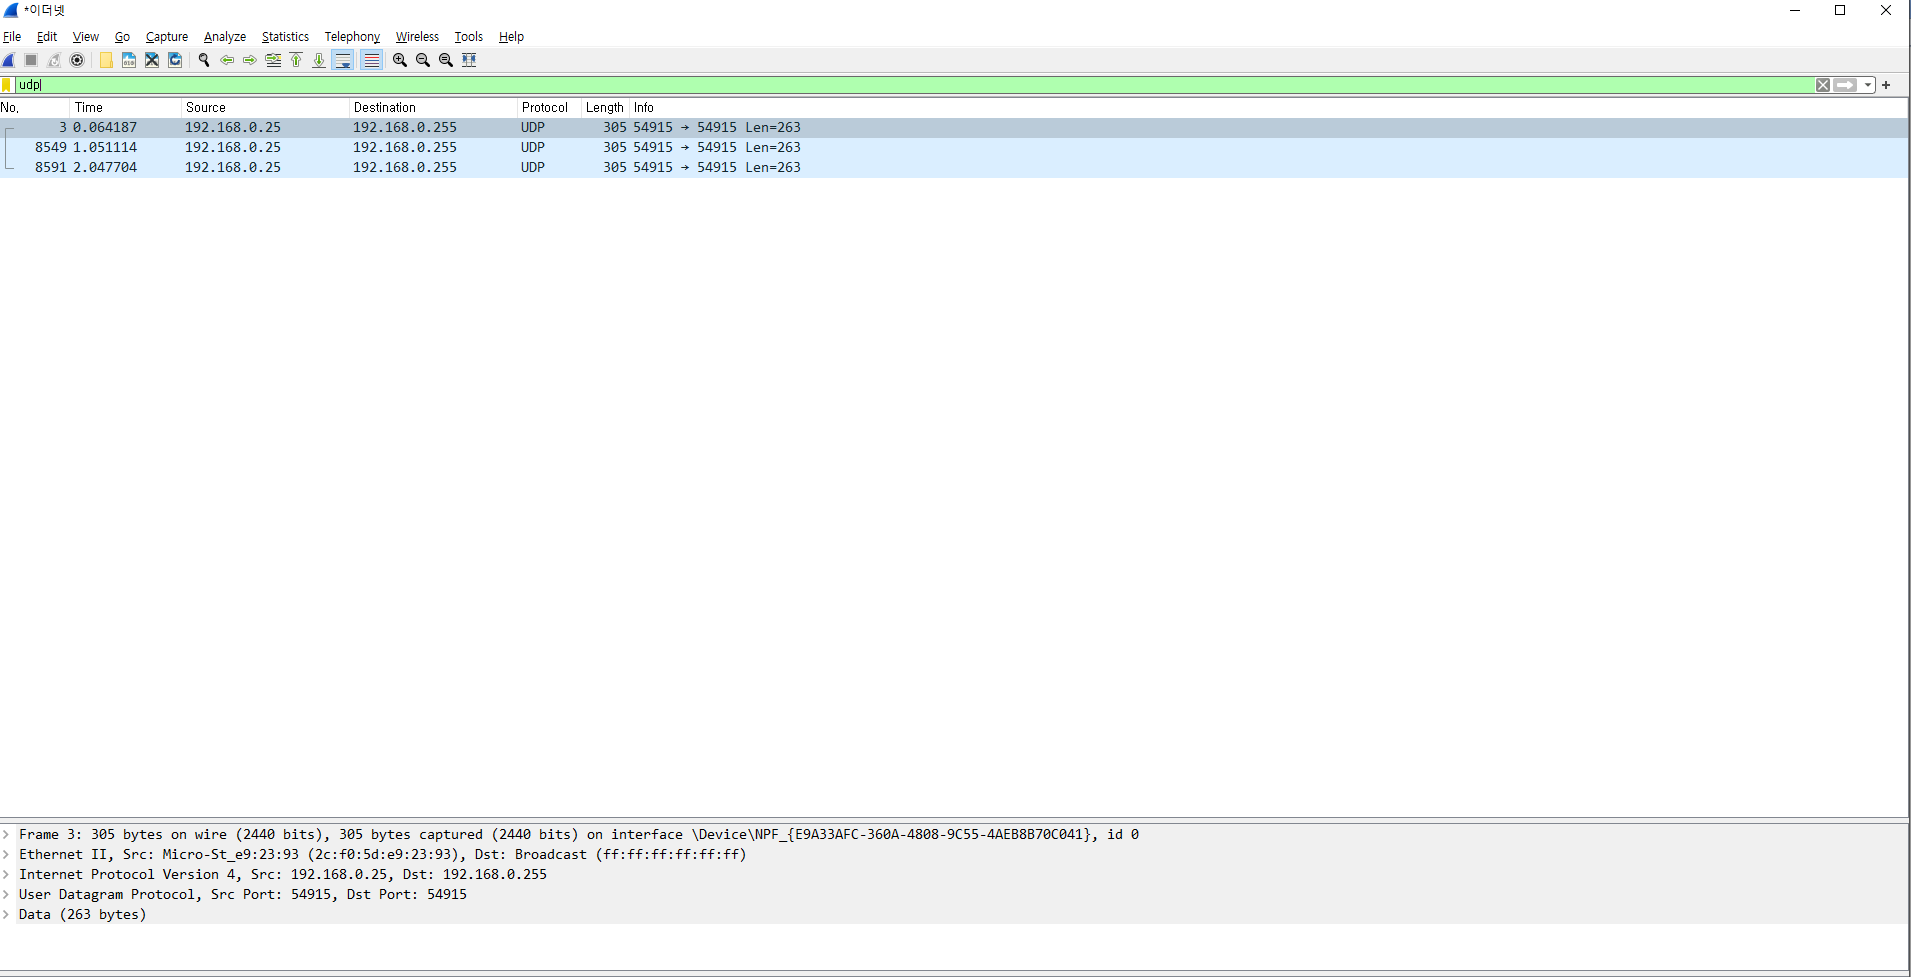 *이더넷
File Edit View Go Capture Analyze Statistics Telephony Wireless Tools Help
udp
No. Time Source Destination Protocol Length Info
3 0.064187 192.168.0.25 192.168.0.255 UDP 305 54915 → 54915 Len=263
8549 1.051114 192.168.0.25 192.168.0.255 UDP 305 54915 → 54915 Len=263
8591 2.047704 192.168.0.25 192.168.0.255 UDP 305 54915 → 54915 Len=263
Frame 3: 305 bytes on wire (2440 bits), 305 bytes captured (2440 bits) on interface \Device\NPF_{E9A33AFC-360A-4808-9C55-4AEB8B70C041}, id 0
Ethernet II, Src: Micro-St_e9:23:93 (2c:f0:5d:e9:23:93), Dst: Broadcast (ff:ff:ff:ff:ff:ff)
Internet Protocol Version 4, Src: 192.168.0.25, Dst: 192.168.0.255
User Datagram Protocol, Src Port: 54915, Dst Port: 54915
Data (263 bytes)